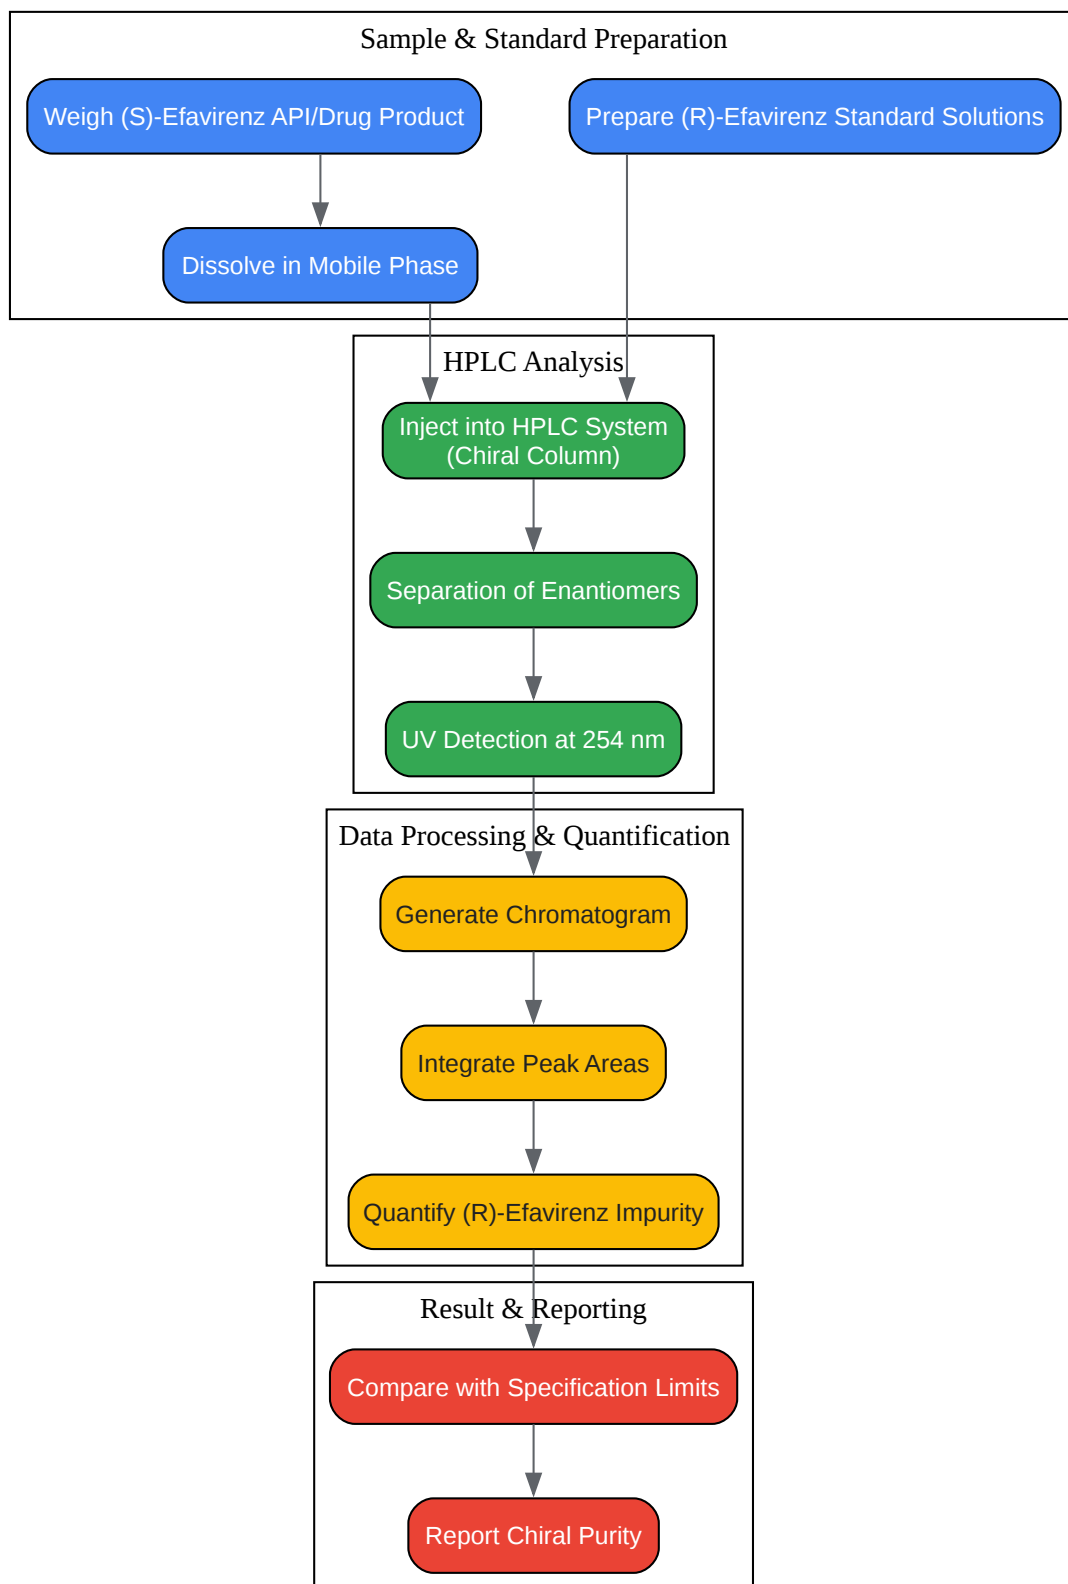 Sample & Standard Preparation
Weigh (S)-Efavirenz API/Drug Product
Prepare (R)-Efavirenz Standard Solutions
Dissolve in Mobile Phase
HPLC Analysis
Inject into HPLC System
(Chiral Column)
Separation of Enantiomers
UV Detection at 254 nm
Data Processing & Quantification
Generate Chromatogram
Integrate Peak Areas
Quantify (R)-Efavirenz Impurity
Result & Reporting
Compare with Specification Limits
Report Chiral Purity